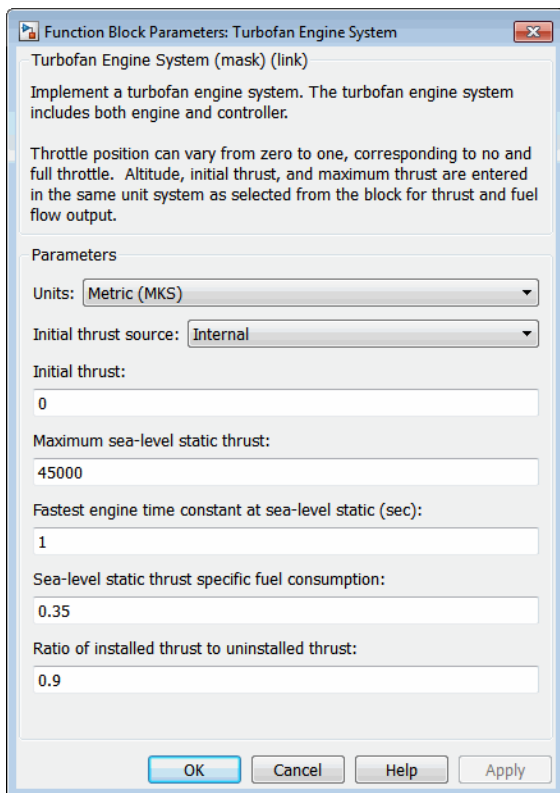 Function Block Parameters: Turbofan Engine System
Turbofan Engine System (mask) (link)
Implement a turbofan engine system. The turbofan engine system
includes both engine and controller.
Throttle position can vary from zero to one, corresponding to no and
full throttle.  Altitude, initial thrust, and maximum thrust are entered
in the same unit system as selected from the block for thrust and fuel
flow output.
Parameters
Units: Metric (MKS)
Initial thrust source: Internal
Initial thrust:
0
Maximum sea-level static thrust:
45000
Fastest engine time constant at sea-level static (sec):
1
Sea-level static thrust specific fuel consumption:
0.35
Ratio of installed thrust to uninstalled thrust:
0.9
OK Cancel Help Apply